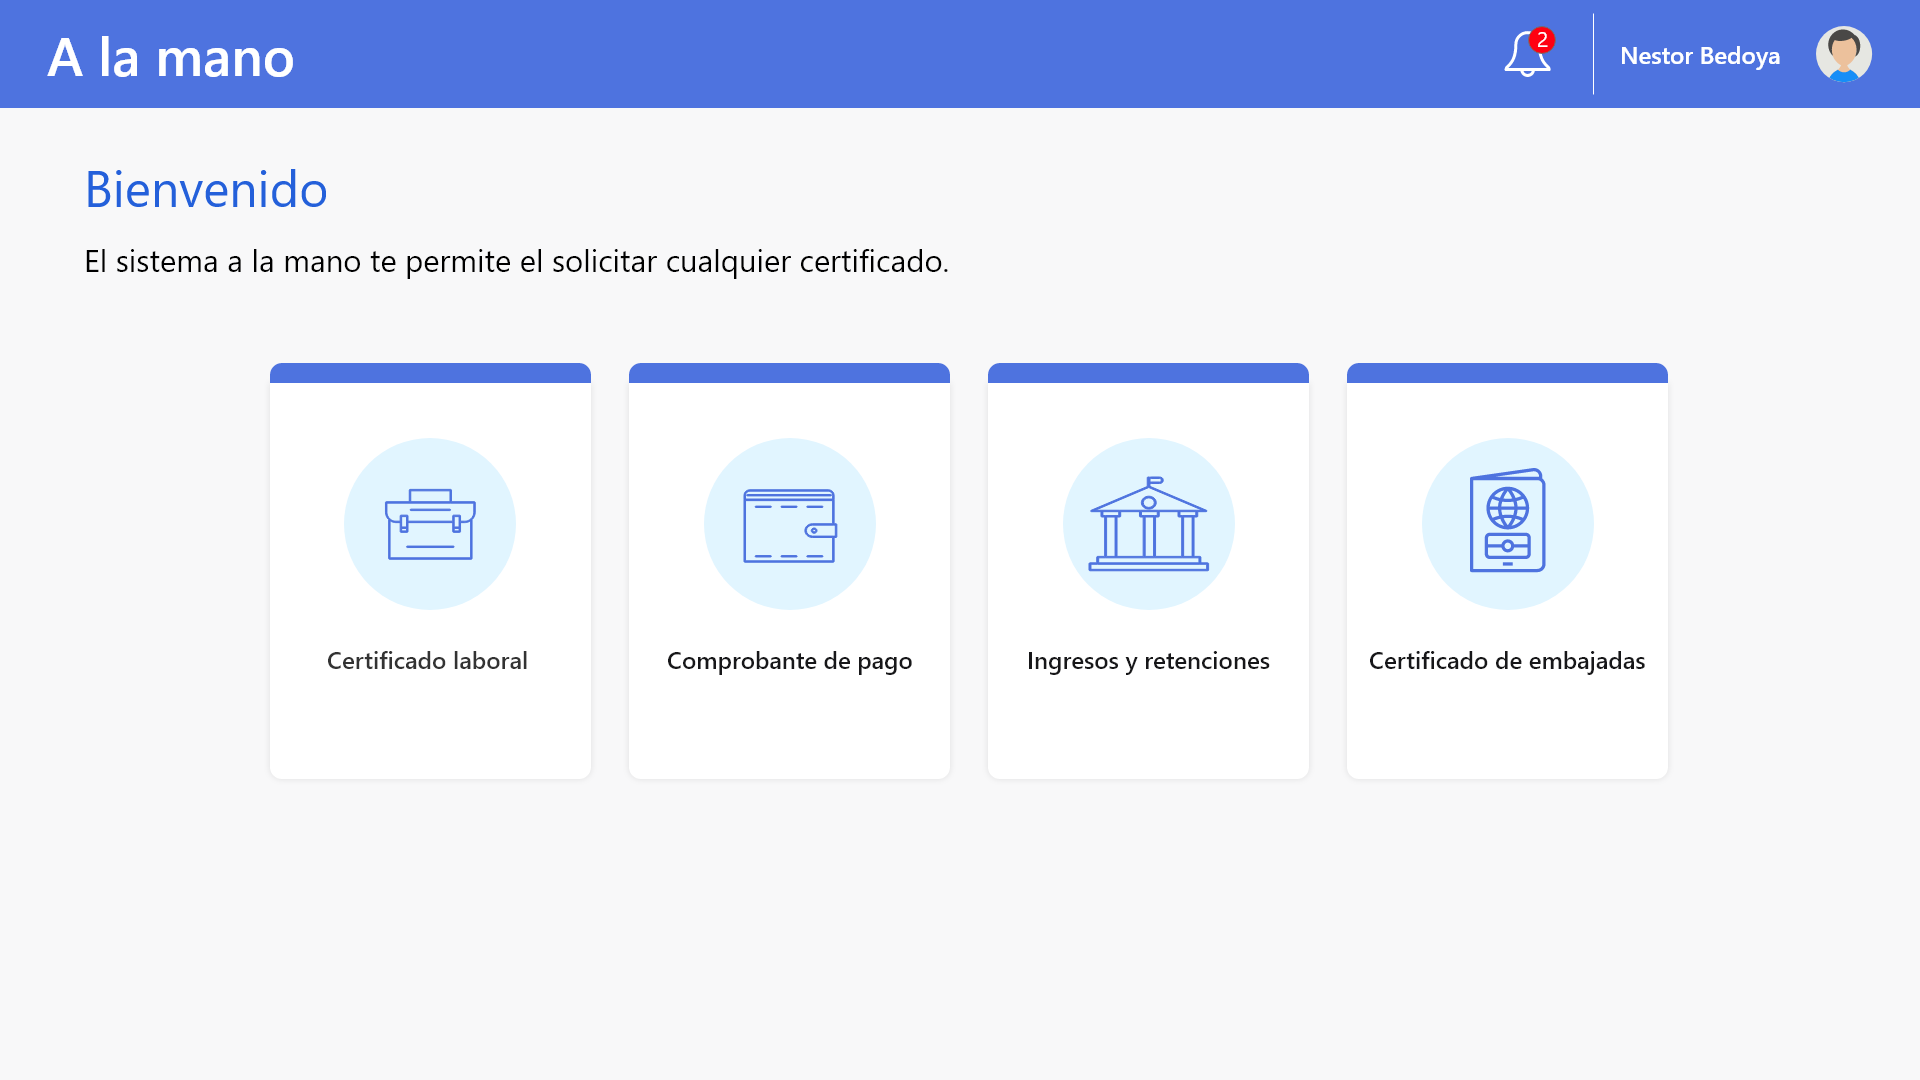 A la mano
2
Nestor Bedoya
Bienvenido
El sistema a la mano te permite el solicitar cualquier certificado.
Certificado laboral
Comprobante de pago
Ingresos y retenciones
Certificado de embajadas